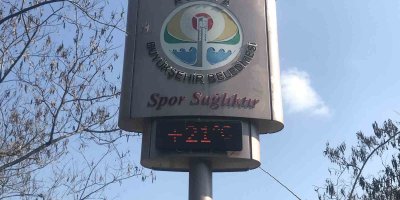 BÜYÜKŞEHİR BELEDİYESİ
Spor Sağlıktır
+21°C